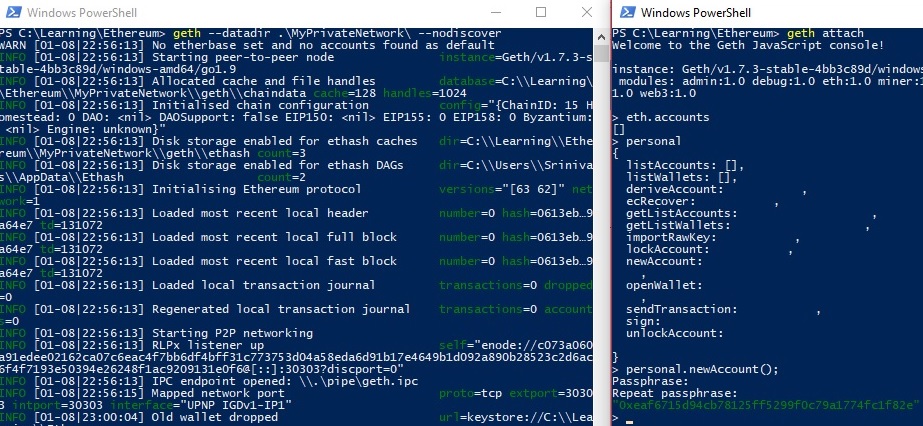 Windows PowerShell
PS C:\Learning\Ethereum> geth --datadir .\MyPrivateNetwork\ --nodiscover
WARN [01-08|22:56:13] No etherbase set and no accounts found as default
INFO [01-08|22:56:13] Starting peer-to-peer node instance=Geth/v1.7.3-s
table-4bb3c89d/windows-amd64/go1.9
INFO [01-08|22:56:13] Allocated cache and file handles database=C:\\Learning\
\Ethereum\\MyPrivateNetwork\\geth\\chaindata cache=128 handles=1024
INFO [01-08|22:56:13] Initialised chain configuration config="{ChainID: 15 H
omestead: 0 DAO: <nil> DAOSupport: false EIP150: <nil> EIP155: 0 EIP158: 0 Byzantium:
<nil> Engine: unknown}"
INFO [01-08|22:56:13] Disk storage enabled for ethash caches dir=C:\\Learning\\Ethe
reum\\MyPrivateNetwork\\geth\\ethash count=3
INFO [01-08|22:56:13] Disk storage enabled for ethash DAGs dir=C:\\Users\\Sriniva
s\\AppData\\Ethash count=2
INFO [01-08|22:56:13] Initialising Ethereum protocol versions="[63 62]" net
work=1
INFO [01-08|22:56:13] Loaded most recent local header number=0 hash=0613eb…9
a64e7 td=131072
INFO [01-08|22:56:13] Loaded most recent local full block number=0 hash=0613eb…9
a64e7 td=131072
INFO [01-08|22:56:13] Loaded most recent local fast block number=0 hash=0613eb…9
a64e7 td=131072
INFO [01-08|22:56:13] Loaded local transaction journal transactions=0 dropped
=0
INFO [01-08|22:56:13] Regenerated local transaction journal transactions=0 account
s=0
INFO [01-08|22:56:13] Starting P2P networking
INFO [01-08|22:56:13] RLPx listener up self="enode://c073a060
a91edee02162ca07c6eac4f7bb6df4bff31c773753d04a58eda6d91b17e4649b1d092a890b28523c2d6ac
6f4f7193e50394e26248f1ac9209131e0f6@[::]:30303?discport=0"
INFO [01-08|22:56:13] IPC endpoint opened: \\.\pipe\geth.ipc
INFO [01-08|22:56:15] Mapped network port proto=tcp extport=3030
3 intport=30303 interface="UPNP IGDv1-IP1"
INFO [01-08|23:00:04] Old wallet dropped url=keystore://C:\\Lea
Windows PowerShell
PS C:\Learning\Ethereum> geth attach
Welcome to the Geth JavaScript console!
instance: Geth/v1.7.3-stable-4bb3c89d/windows
modules: admin:1.0 debug:1.0 eth:1.0 miner:
1.0 web3:1.0
> eth.accounts
[]
> personal
{
listAccounts: [],
listWallets: [],
deriveAccount: ,
ecRecover: ,
getListAccounts: ,
getListWallets: ,
importRawKey: ,
lockAccount: ,
newAccount:
,
openWallet:
,
sendTransaction: ,
sign:
unlockAccount:
}
> personal.newAccount();
Passphrase:
Repeat passphrase:
"0xeaf6715d94cb78125ff5299f0c79a1774fc1f82e"
>